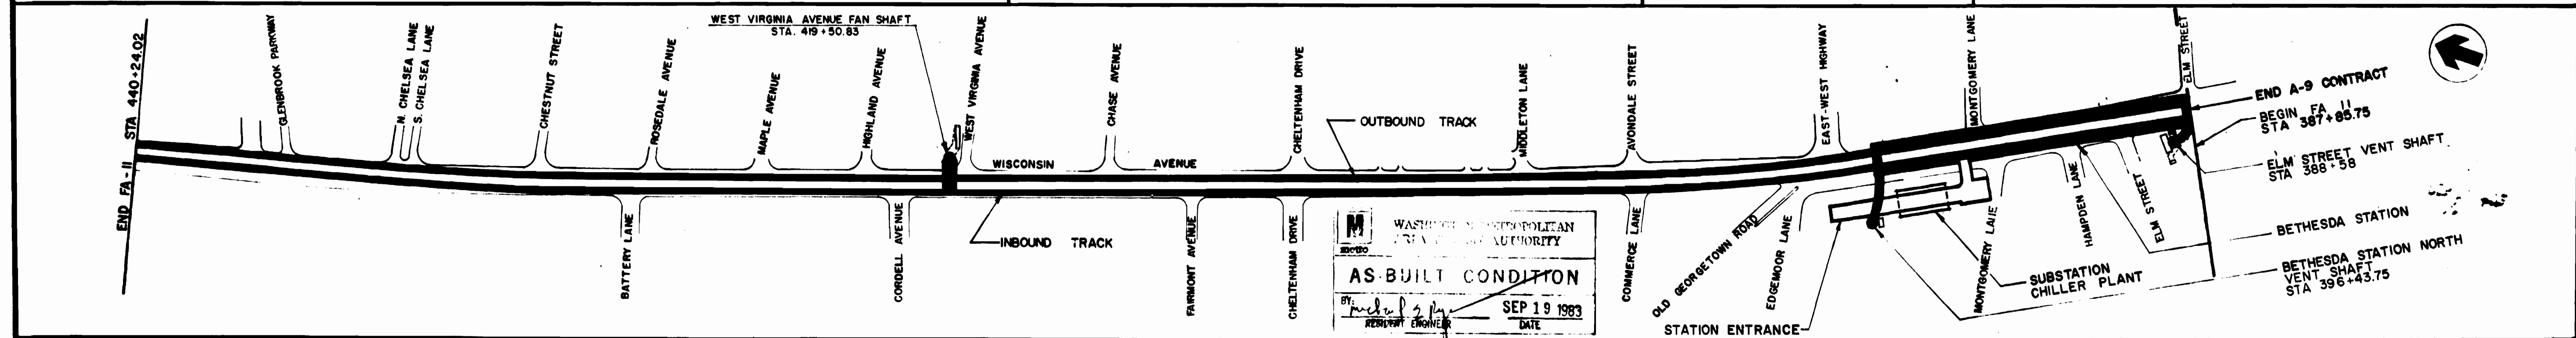 WEST VIRGINIA AVENUE FAN SHAFT
STA. 419+50.83
END FA-11 STA 440+24.02
GLENBROOK PARKWAY
N. CHELSEA LANE
S. CHELSEA LANE
CHESTNUT STREET
ROSEDALE AVENUE
MAPLE AVENUE
HIGHLAND AVENUE
WEST VIRGINIA AVENUE
CHASE AVENUE
CHELTENHAM DRIVE
MIDDLETON LANE
AVONDALE STREET
EAST-WEST HIGHWAY
MONTGOMERY LANE
ELM STREET
OUTBOUND TRACK
WISCONSIN AVENUE
INBOUND TRACK
BATTERY LANE
CORDELL AVENUE
FAIRMONT AVENUE
CHELTENHAM DRIVE
COMMERCE LANE
OLD GEORGETOWN ROAD
EDGEMOOR LANE
MONTGOMERY LANE
HAMPDEN LANE
ELM STREET
END A-9 CONTRACT
BEGIN FA 11
STA 387+85.75
ELM STREET VENT SHAFT
STA 388+58
BETHESDA STATION
BETHESDA STATION NORTH
VENT SHAFT
STA 396+43.75
SUBSTATION
CHILLER PLANT
STATION ENTRANCE
M
metro
METROPOLITAN
AUTHORITY
AS-BUILT CONDITION
BY:
SEP 19 1983
RESIDENT ENGINEER
DATE